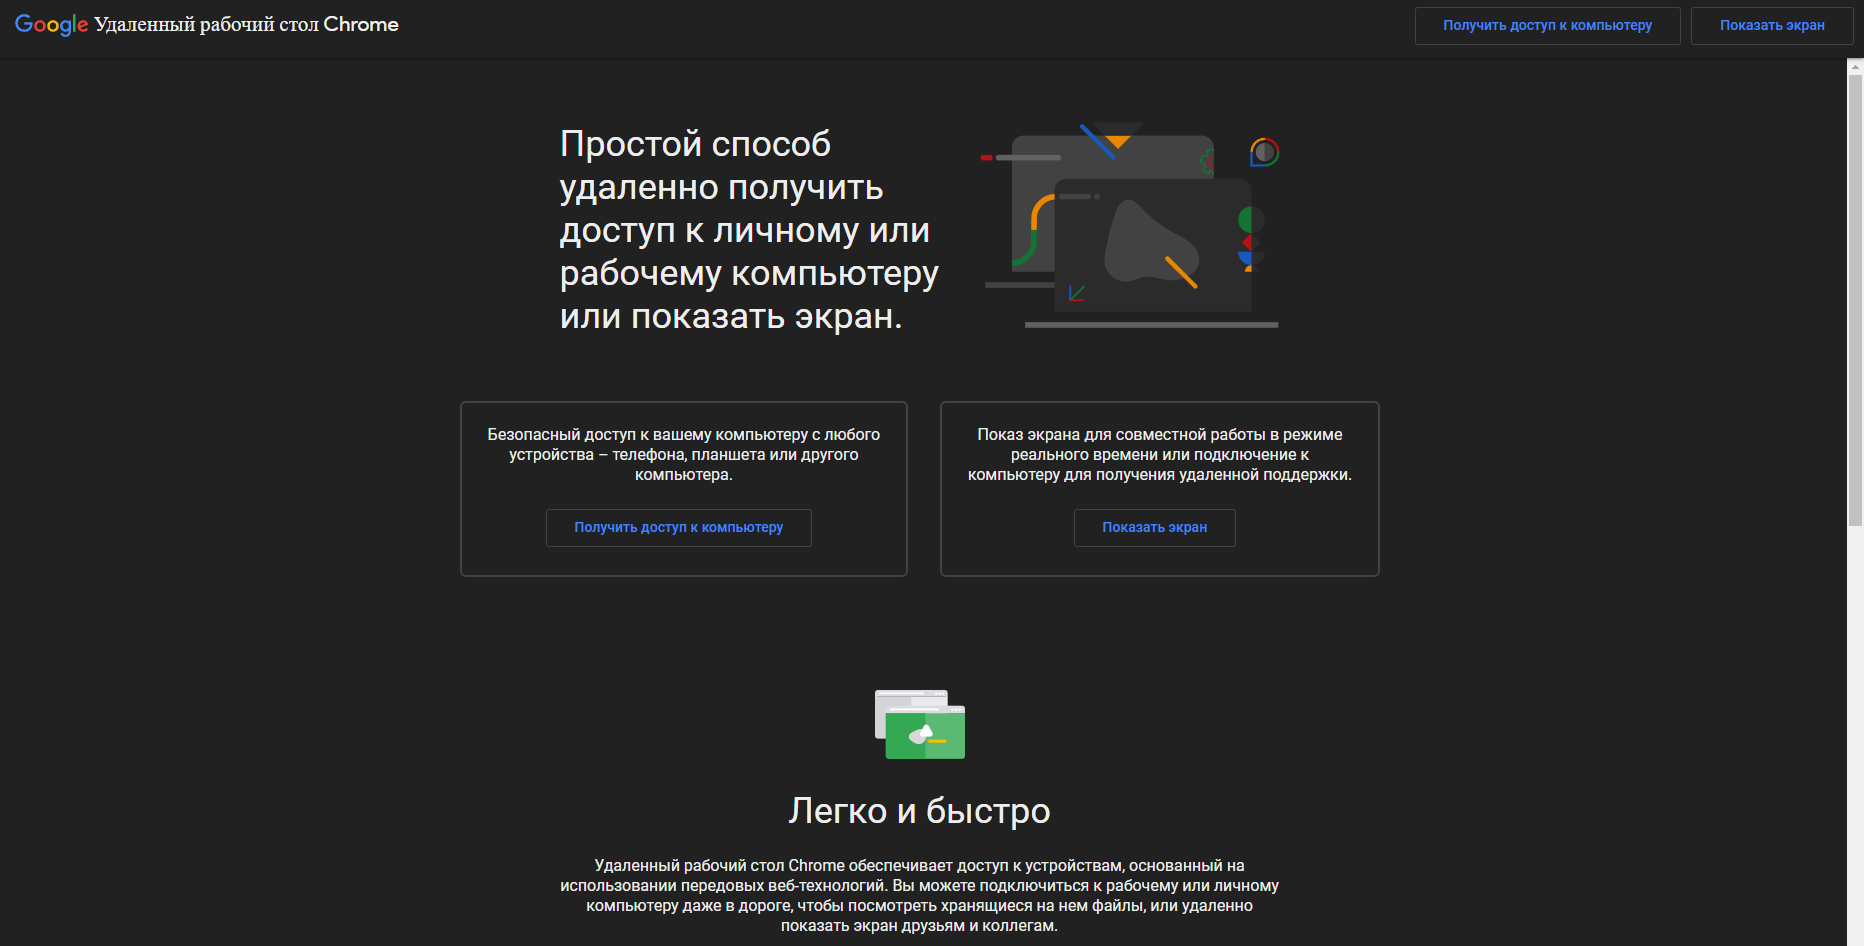 Google Удаленный рабочий стол Chrome
Получить доступ к компьютеру
Показать экран
Простой способ
удаленно получить
доступ к личному или
рабочему компьютеру
или показать экран.
Безопасный доступ к вашему компьютеру с любого
устройства – телефона, планшета или другого
компьютера.
Получить доступ к компьютеру
Показ экрана для совместной работы в режиме
реального времени или подключение к
компьютеру для получения удаленной поддержки.
Показать экран
Легко и быстро
Удаленный рабочий стол Chrome обеспечивает доступ к устройствам, основанный на
использовании передовых веб-технологий. Вы можете подключиться к рабочему или личному
компьютеру даже в дороге, чтобы посмотреть хранящиеся на нем файлы, или удаленно
показать экран друзьям и коллегам.